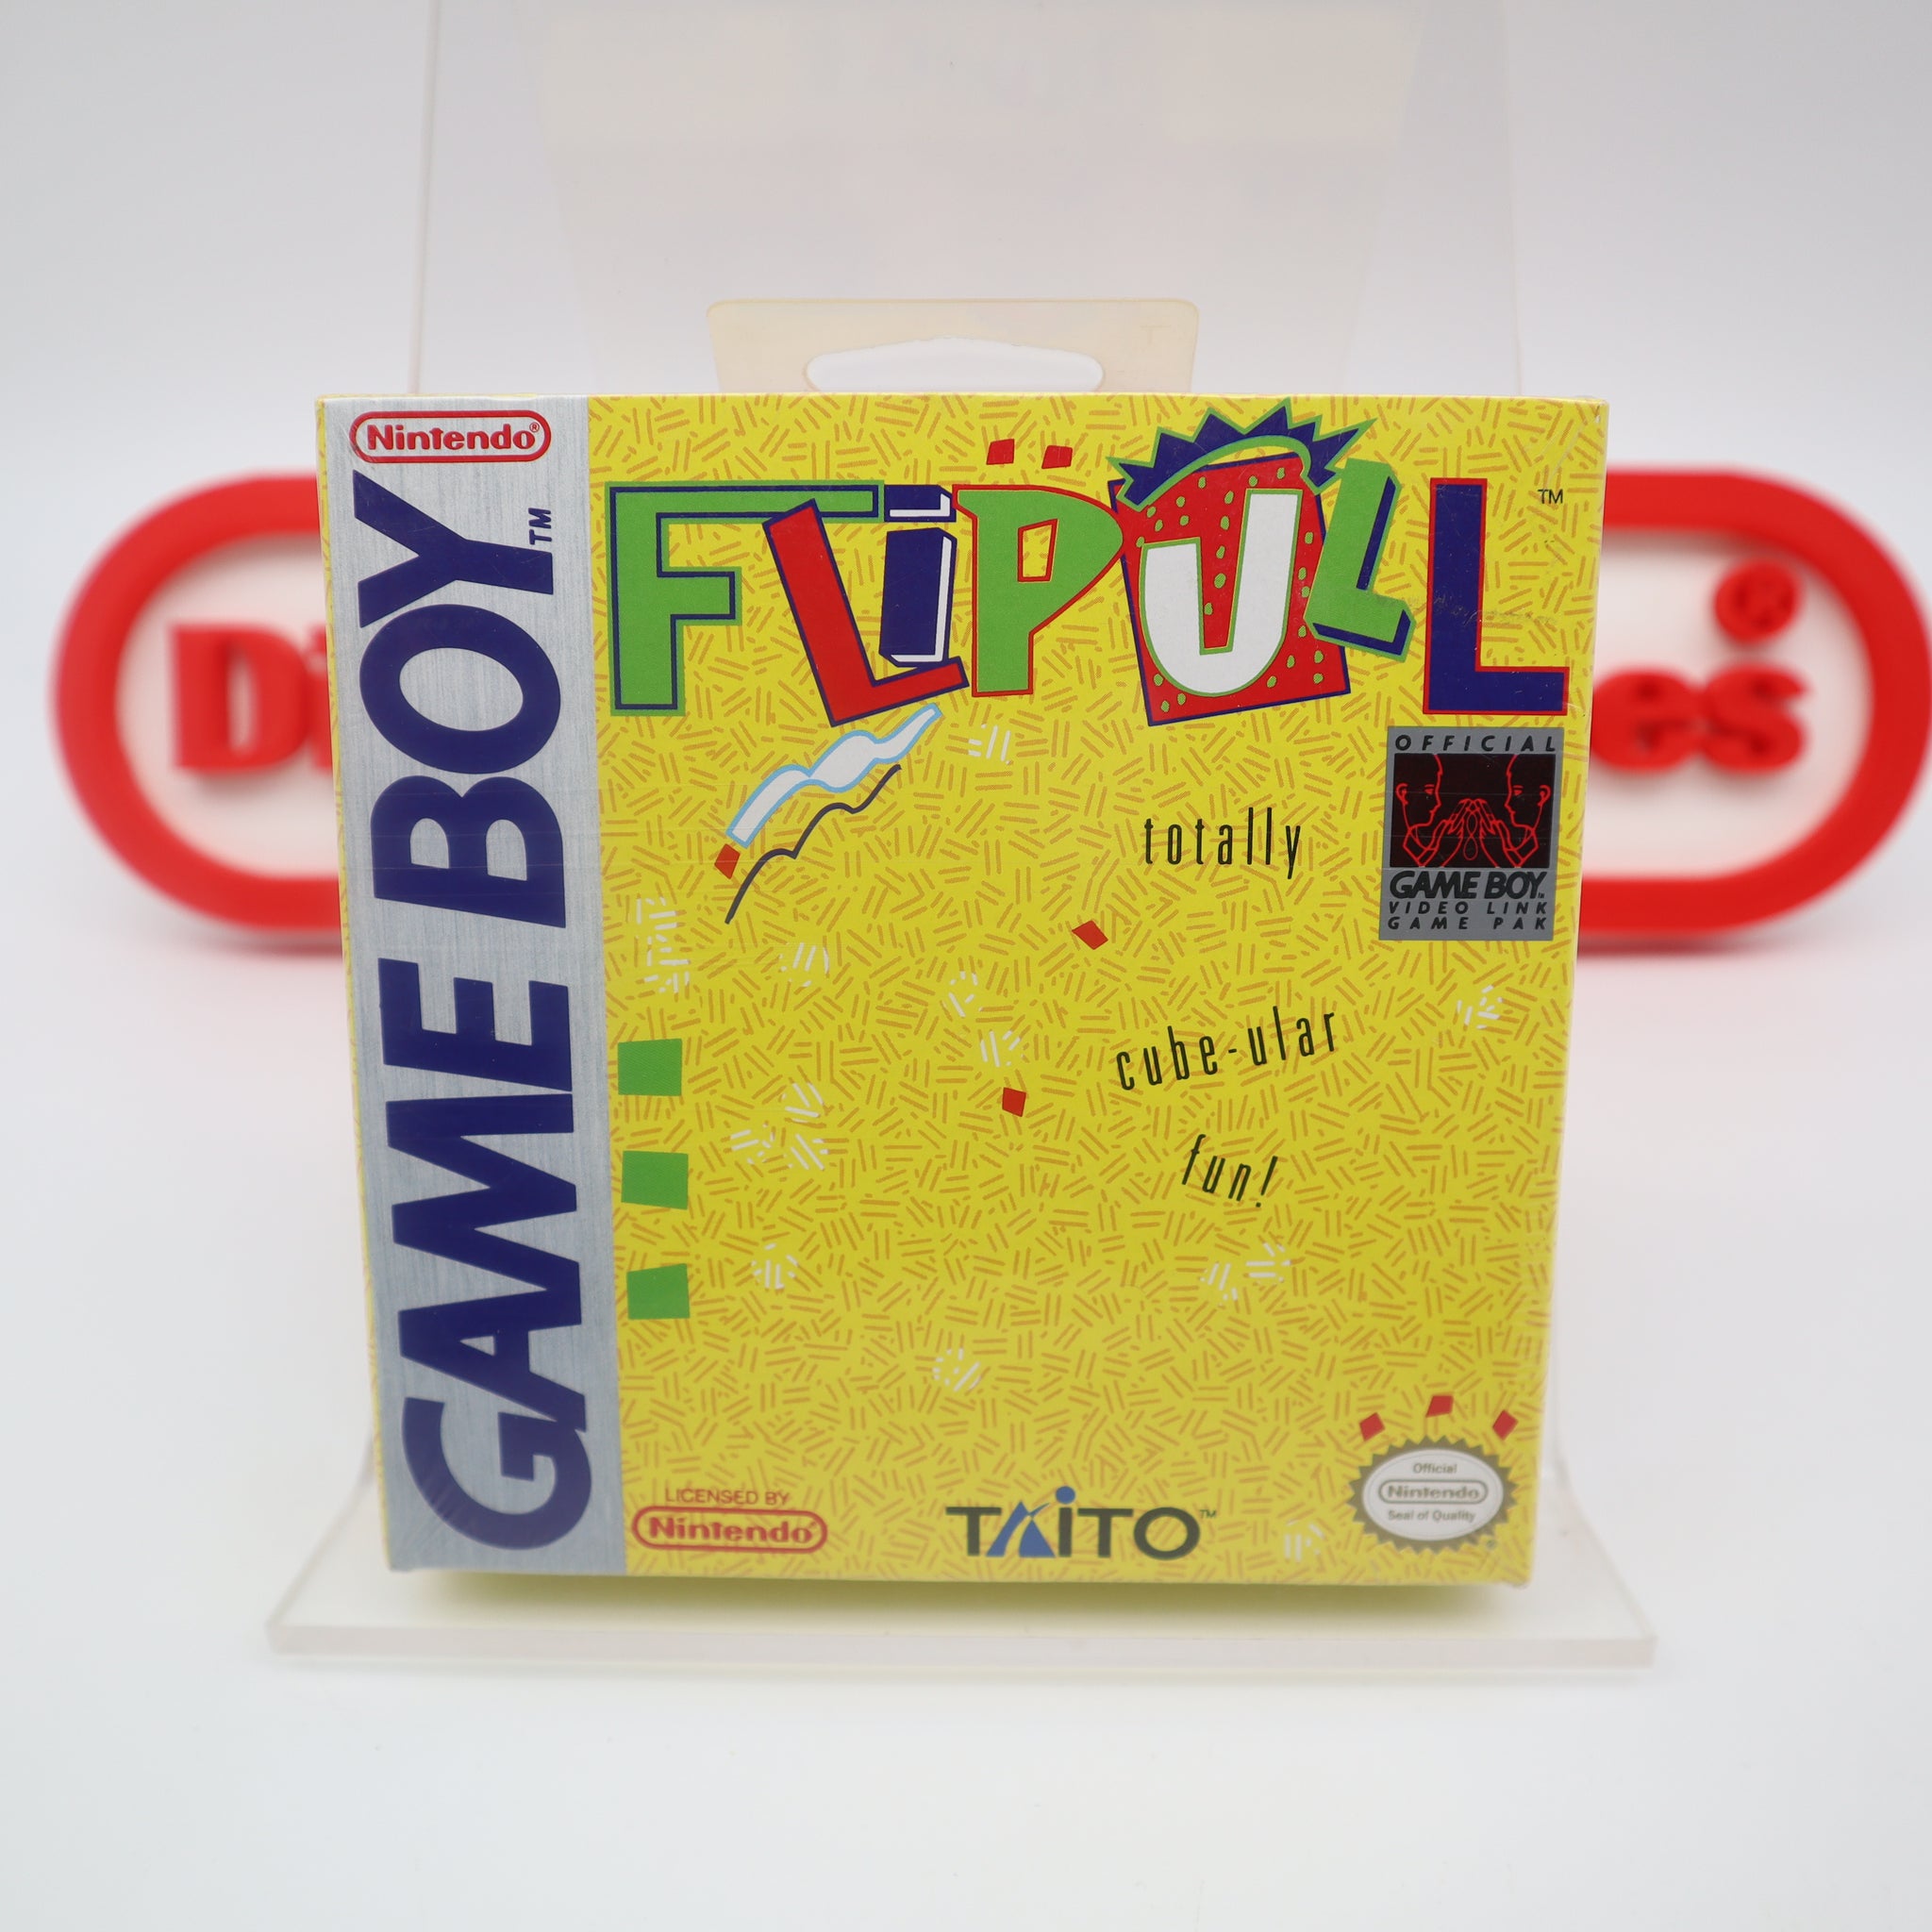 Nintendo®
GAME BOY™
FLIPULL™
totally
cube-ular
fun!
OFFICIAL
GAME BOY™
VIDEO LINK
GAME PAK
LICENSED BY
Nintendo®
TAITO™
Official
Nintendo
Seal of Quality
®